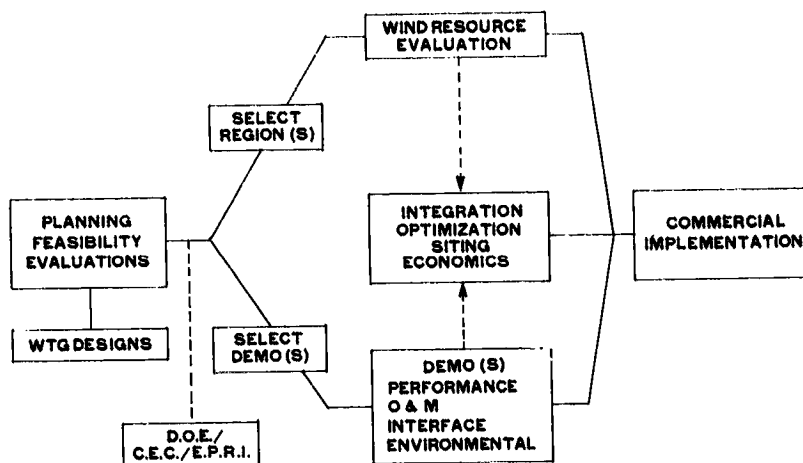 WIND RESOURCE
EVALUATION
SELECT
REGION (S)
PLANNING
FEASIBILITY
EVALUATIONS
INTEGRATION
OPTIMIZATION
SITING
ECONOMICS
COMMERCIAL
IMPLEMENTATION
WTG DESIGNS
SELECT
DEMO (S)
DEMO (S)
PERFORMANCE
O & M
INTERFACE
ENVIRONMENTAL
D.O.E./
C.E.C./E.P.R.I.